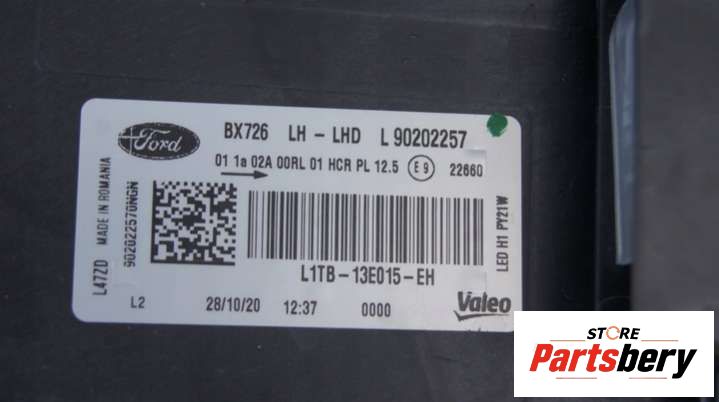 Ford BX726 LH - LHD L 90202257
01 1a 02A 00RL 01 HCR PL 12.5 E9 22660
L47ZD MADE IN ROMANIA
9020222570NGN
LED H1 PY21W
L1TB-13E015-EH
L2 28/10/20 12:37 0000 Valeo
STORE
Partsbery